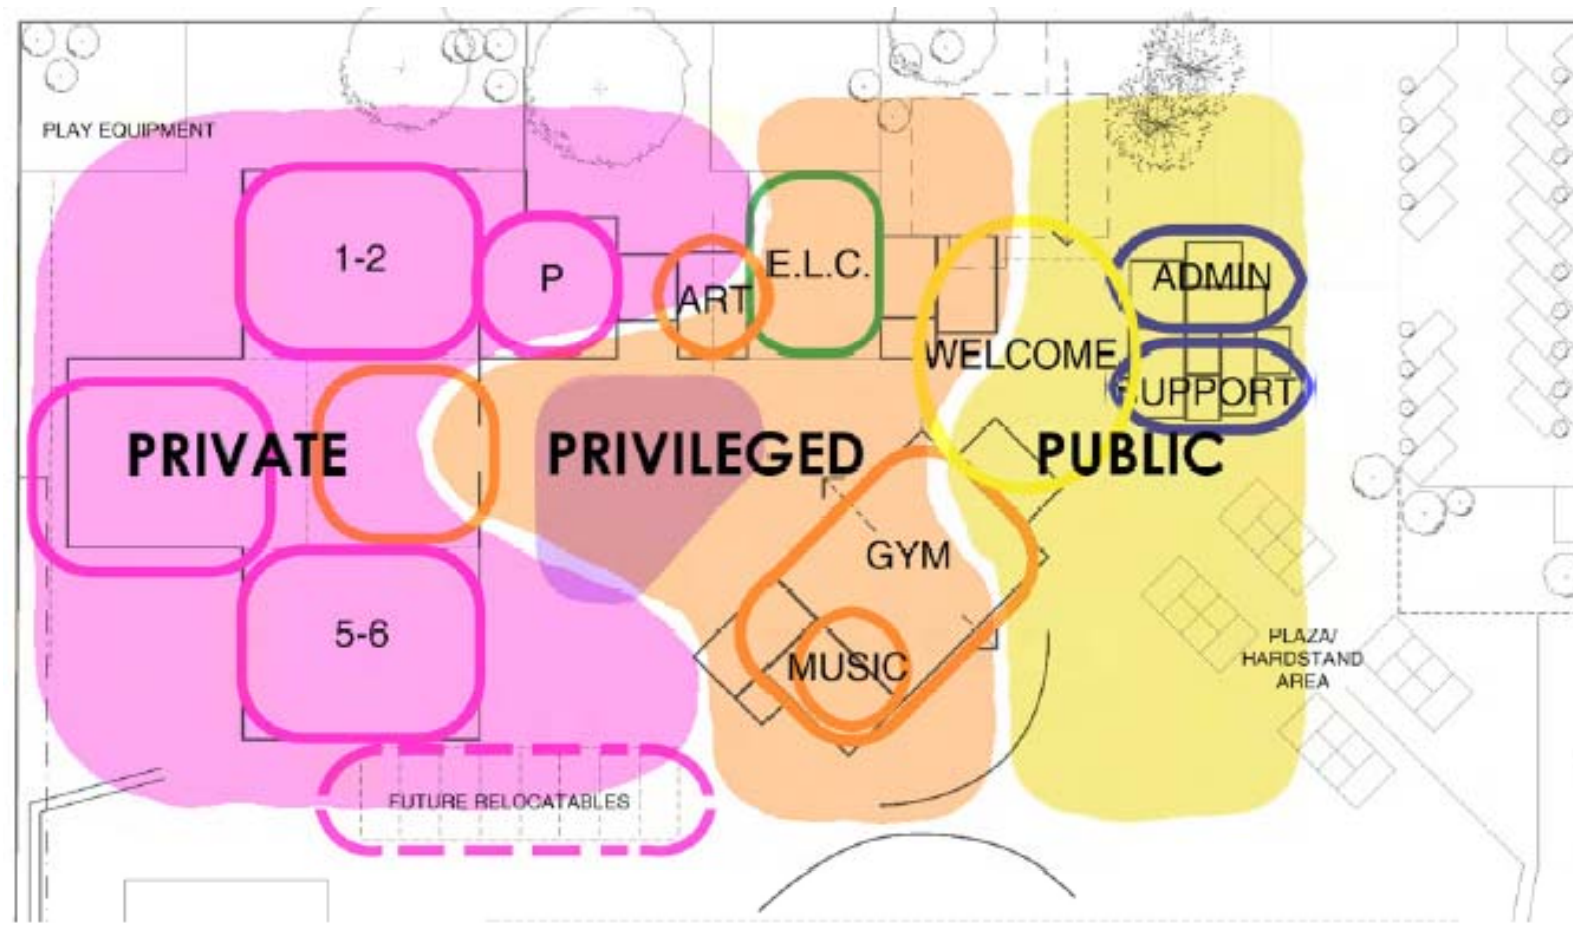 PLAY EQUIPMENT
1-2
P
ART
E.L.C.
WELCOME
ADMIN
SUPPORT
PRIVATE
PRIVILEGED
PUBLIC
GYM
5-6
MUSIC
PLAZA/
HARDSTAND
AREA
FUTURE RELOCATABLES